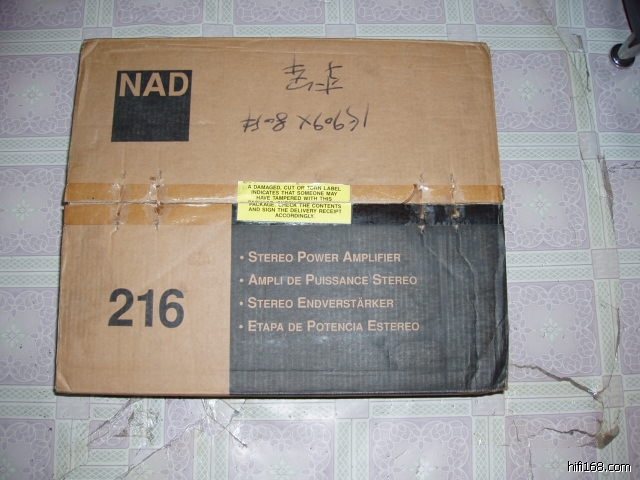 NAD
A DAMAGED, CUT OR TORN LABEL
INDICATES THAT SOMEONE MAY
HAVE TAMPERED WITH THIS
PACKAGE. CHECK THE CONTENTS
AND SIGN THE DELIVERY RECEIPT
ACCORDINGLY.
216
• STEREO POWER AMPLIFIER
• AMPLI DE PUISSANCE STEREO
• STEREO ENDVERSTÄRKER
• ETAPA DE POTENCIA ESTEREO
hifi168.com